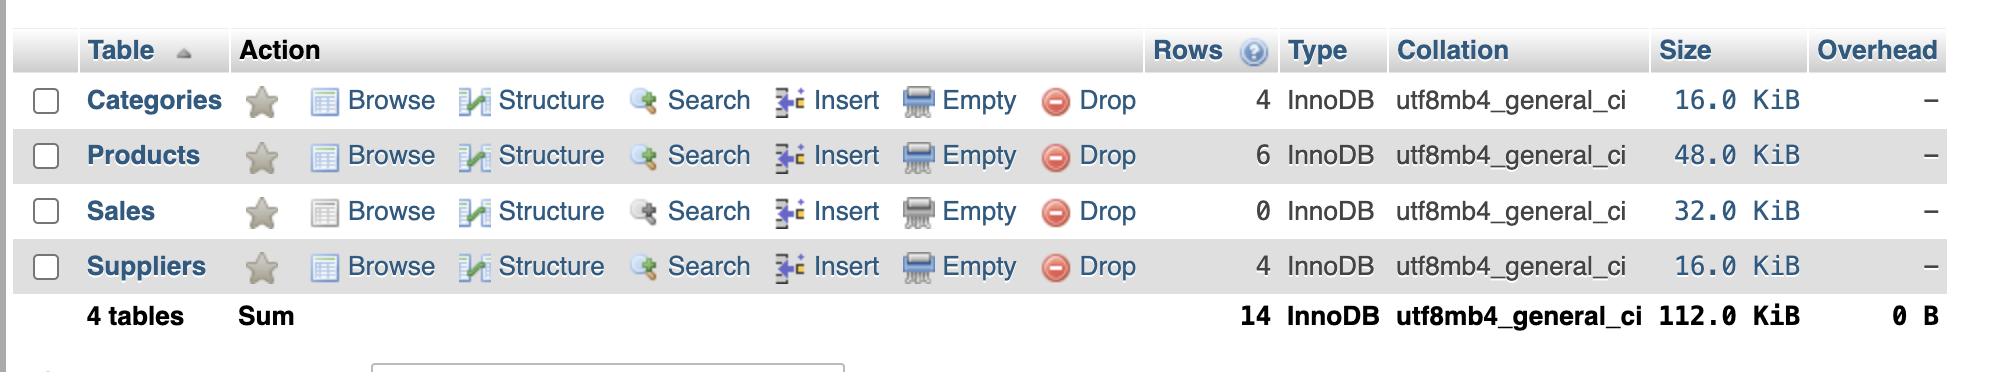 Table Action Rows Type Collation Size Overhead
Categories Browse Structure Search Insert Empty Drop 4 InnoDB utf8mb4_general_ci 16.0 KiB –
Products Browse Structure Search Insert Empty Drop 6 InnoDB utf8mb4_general_ci 48.0 KiB –
Sales Browse Structure Search Insert Empty Drop 0 InnoDB utf8mb4_general_ci 32.0 KiB –
Suppliers Browse Structure Search Insert Empty Drop 4 InnoDB utf8mb4_general_ci 16.0 KiB –
4 tables Sum 14 InnoDB utf8mb4_general_ci 112.0 KiB 0 B